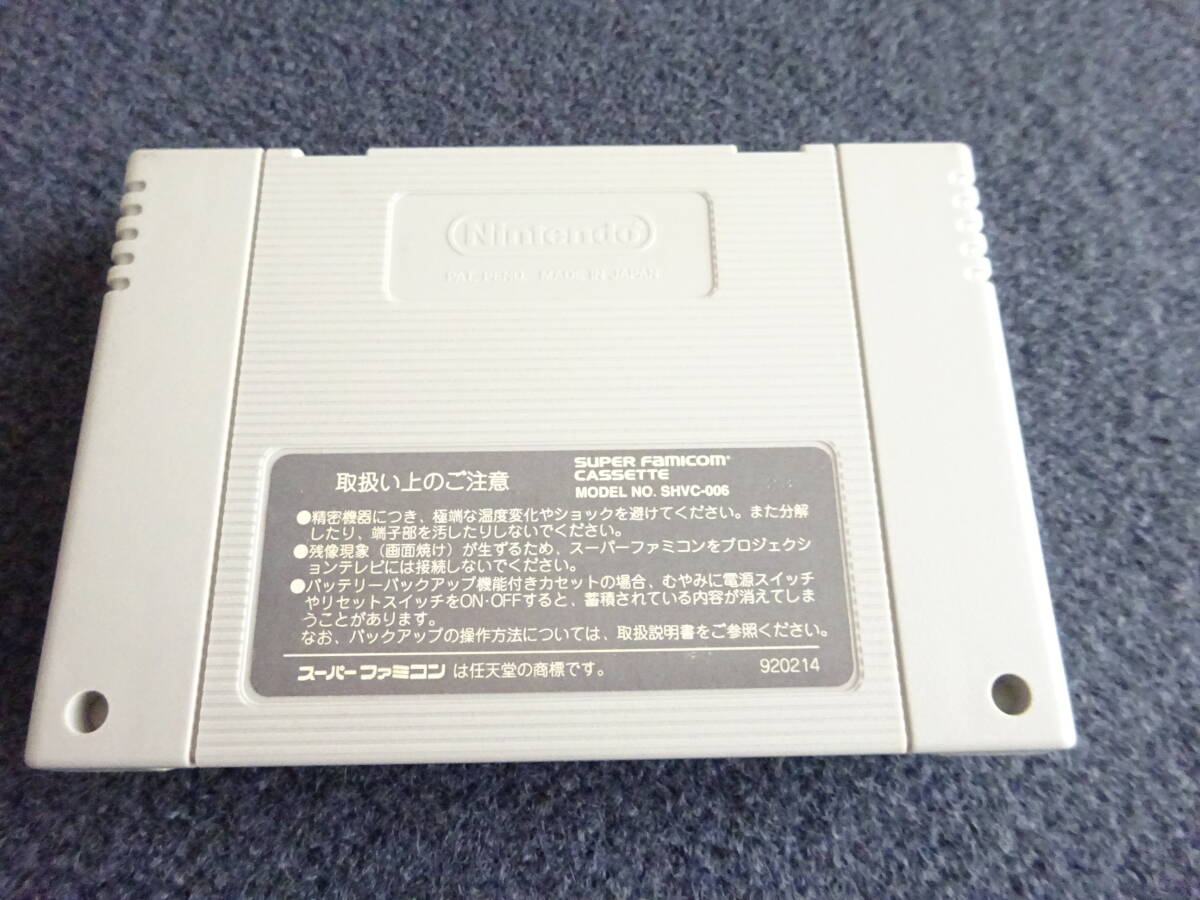 Nintendo
PAT. PEND. MADE IN JAPAN
取扱い上のご注意
SUPER FAMICOM
CASSETTE
MODEL NO. SHVC-006
●精密機器につき、極端な温度変化やショックを避けてください。また分解
したり、端子部を汚したりしないでください。
●残像現象（画面焼け）が生ずるため、スーパーファミコンをプロジェクシ
ョンテレビには接続しないでください。
●バッテリーバックアップ機能付きカセットの場合、むやみに電源スイッチ
やリセットスイッチをON・OFFすると、蓄積されている内容が消えてしま
うことがあります。
なお、バックアップの操作方法については、取扱説明書をご参照ください。
スーパーファミコン は任天堂の商標です。
920214